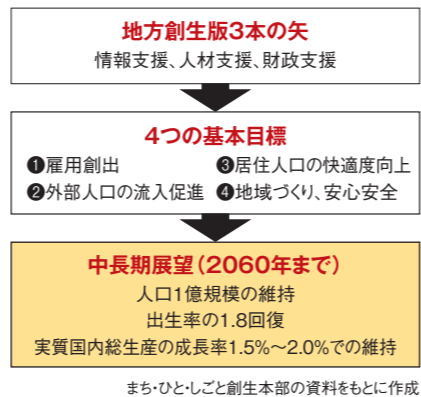 地方創生版3本の矢
情報支援、人材支援、財政支援
4つの基本目標
❶雇用創出 ❸居住人口の快適度向上
❷外部人口の流入促進 ❹地域づくり、安心安全
中長期展望(2060年まで)
人口1億規模の維持
出生率の1.8回復
実質国内総生産の成長率1.5%～2.0%での維持
まち・ひと・しごと創生本部の資料をもとに作成